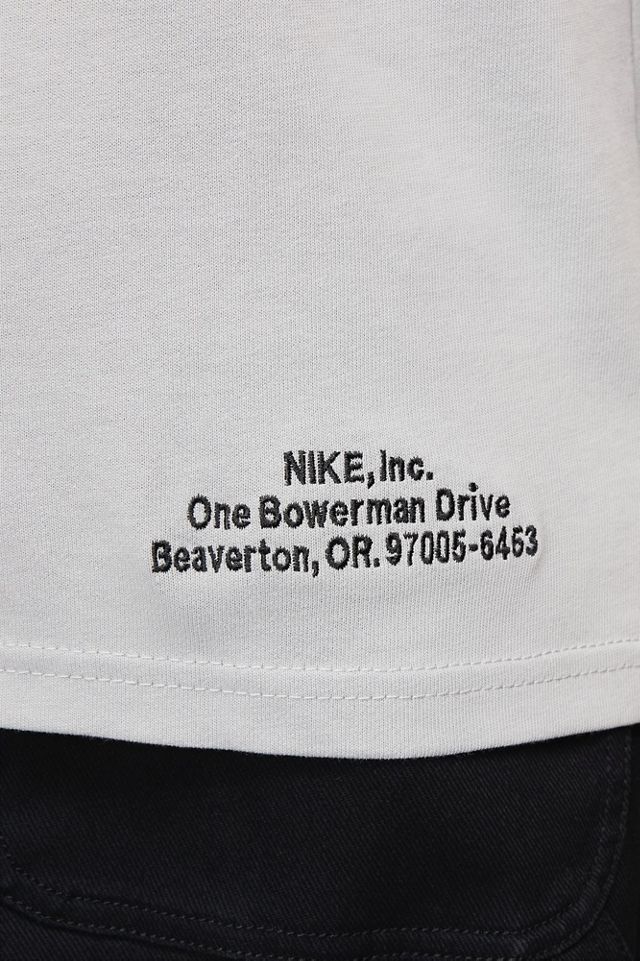 NIKE, Inc.
One Bowerman Drive
Beaverton, OR. 97005-6453